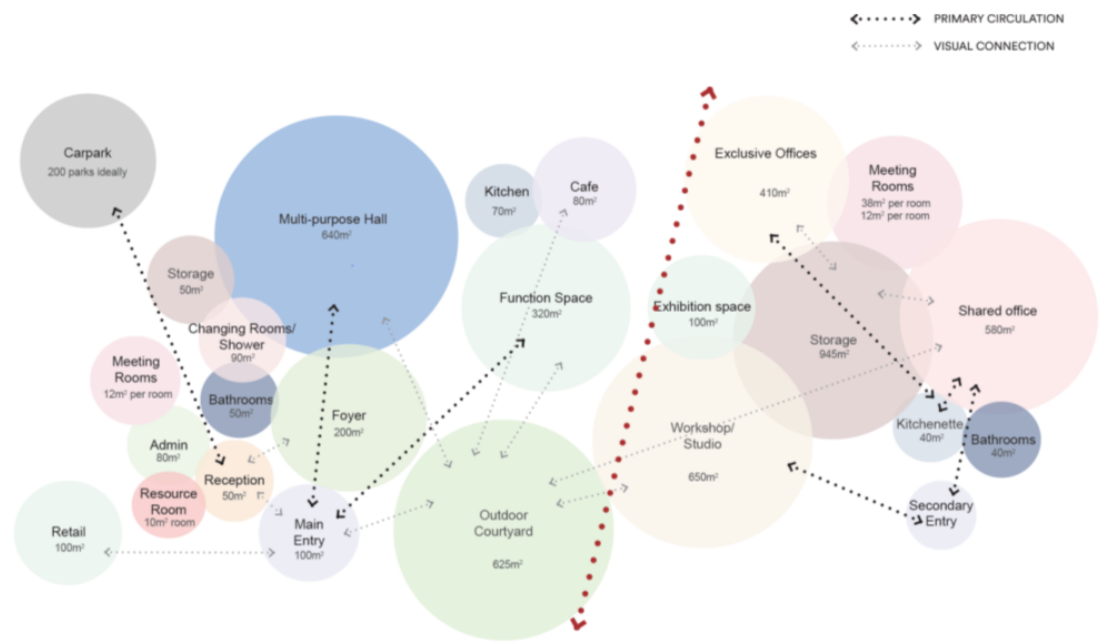 PRIMARY CIRCULATION
VISUAL CONNECTION
Carpark
200 parks ideally
Multi-purpose Hall
640m²
Storage
50m²
Changing Rooms/
Shower
90m²
Meeting
Rooms
12m² per room
Bathrooms
50m²
Foyer
200m²
Admin
80m²
Reception
50m²
Resource
Room
10m² room
Retail
100m²
Main
Entry
100m²
Kitchen
70m²
Cafe
80m²
Function Space
320m²
Outdoor
Courtyard
625m²
Exclusive Offices
410m²
Meeting
Rooms
38m² per room
12m² per room
Exhibition space
100m²
Storage
945m²
Shared office
580m²
Workshop/
Studio
650m²
Kitchenette
40m²
Bathrooms
40m²
Secondary
Entry